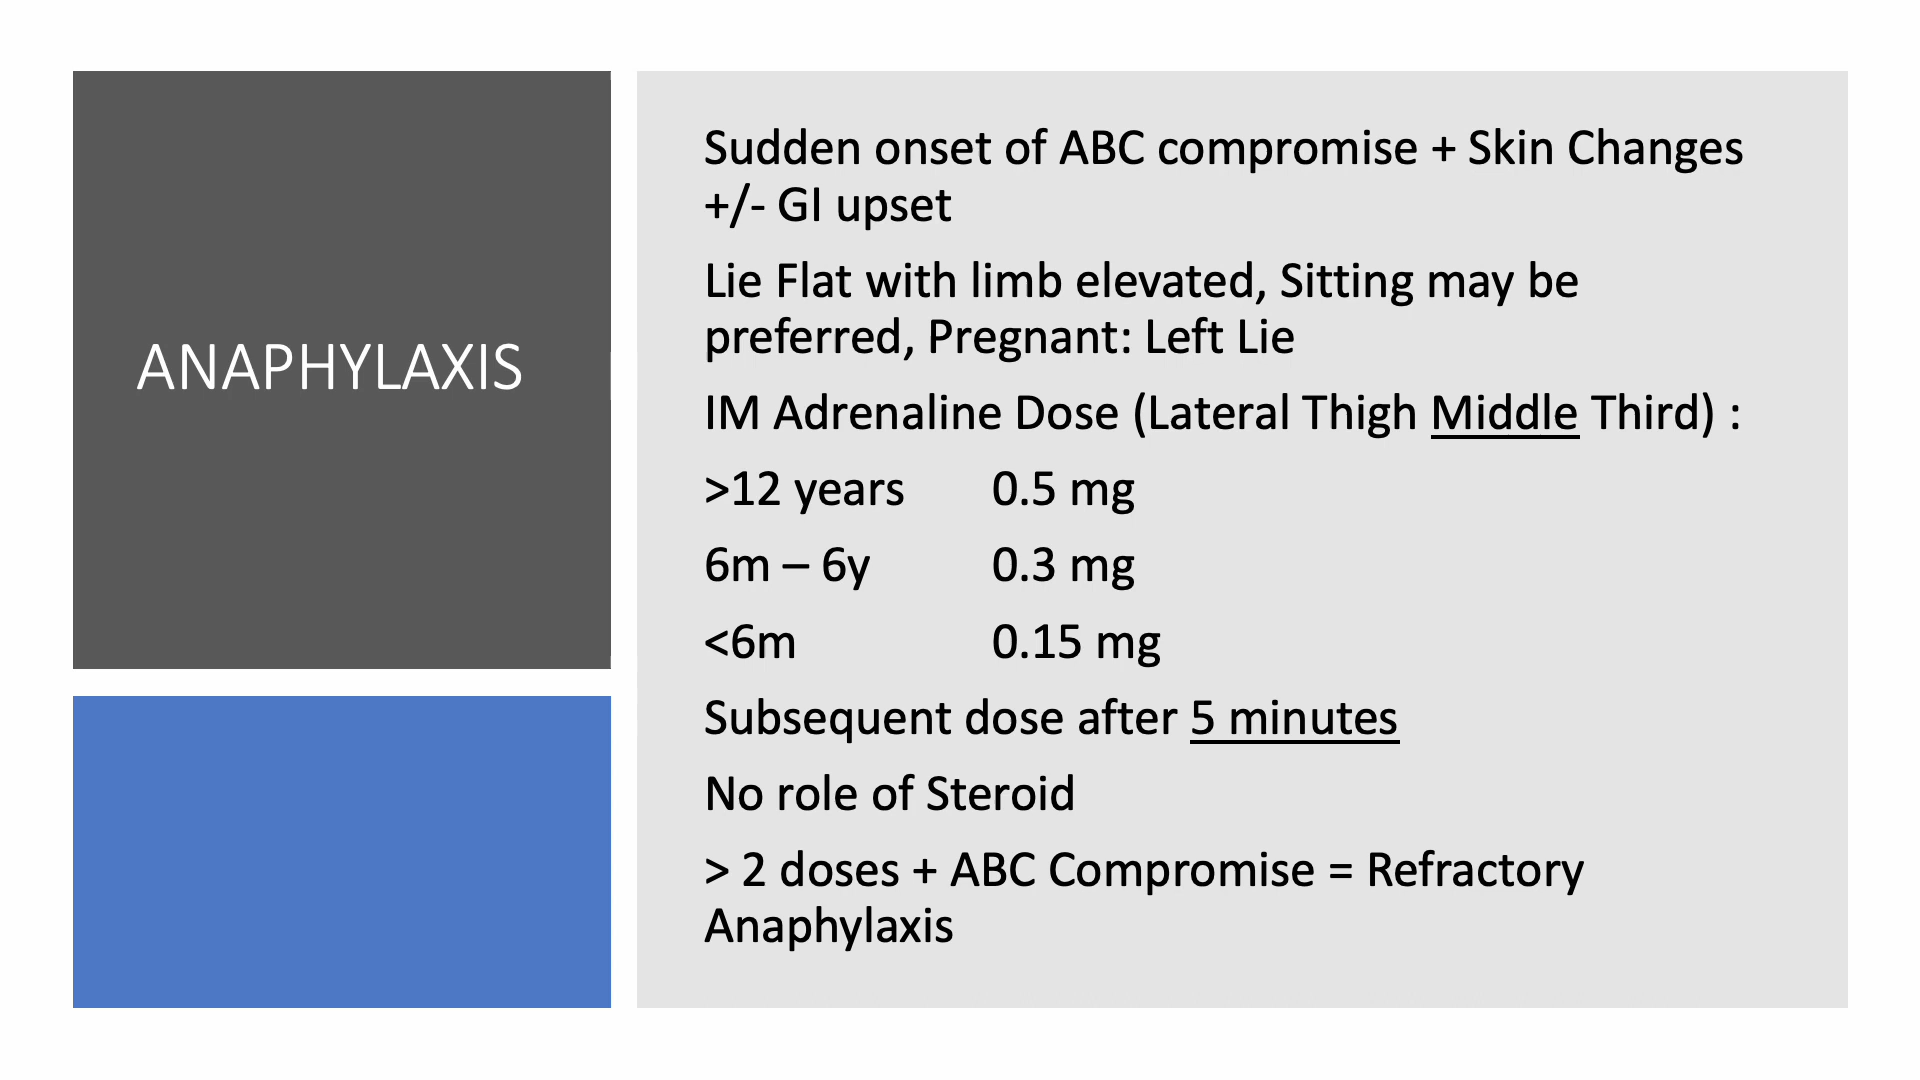 ANAPHYLAXIS
Sudden onset of ABC compromise + Skin Changes
+/- GI upset
Lie Flat with limb elevated, Sitting may be
preferred, Pregnant: Left Lie
IM Adrenaline Dose (Lateral Thigh Middle Third) :
>12 years 0.5 mg
6m – 6y 0.3 mg
<6m 0.15 mg
Subsequent dose after 5 minutes
No role of Steroid
> 2 doses + ABC Compromise = Refractory
Anaphylaxis